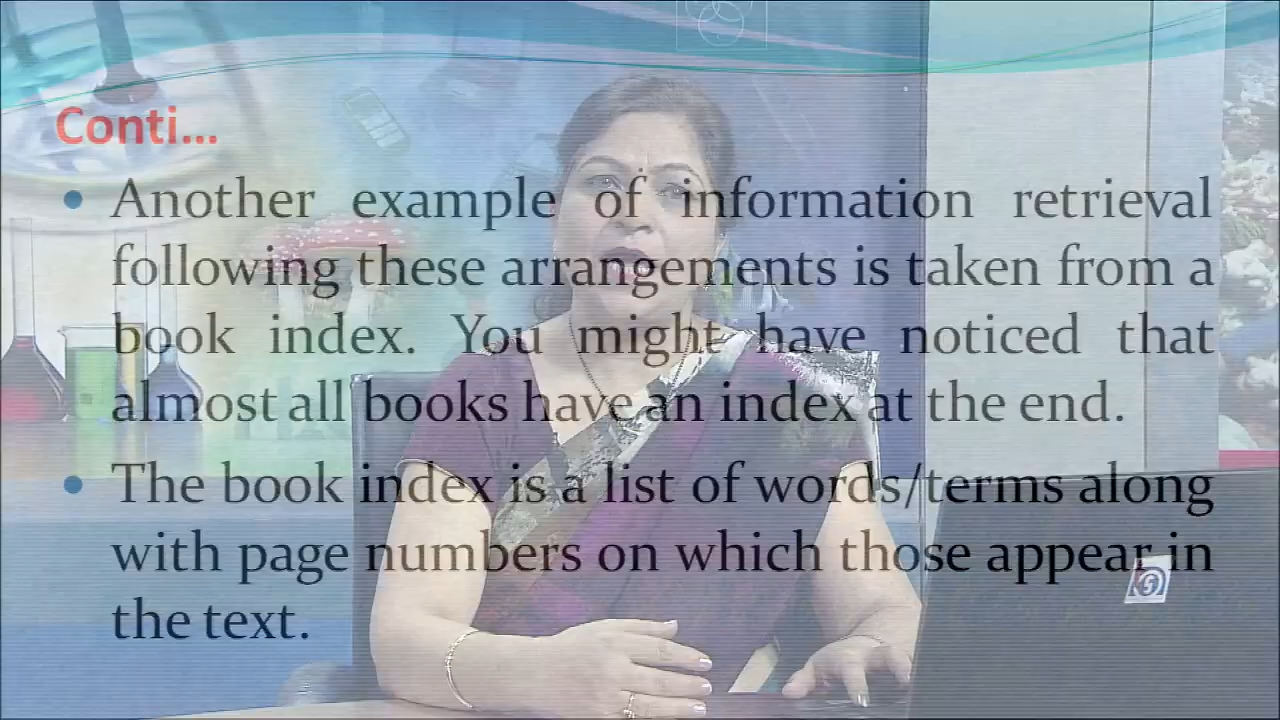 Conti...
• Another example of information retrieval
following these arrangements is taken from a
book index. You might have noticed that
almost all books have an index at the end.
• The book index is a list of words/terms along
with page numbers on which those appear in
the text.